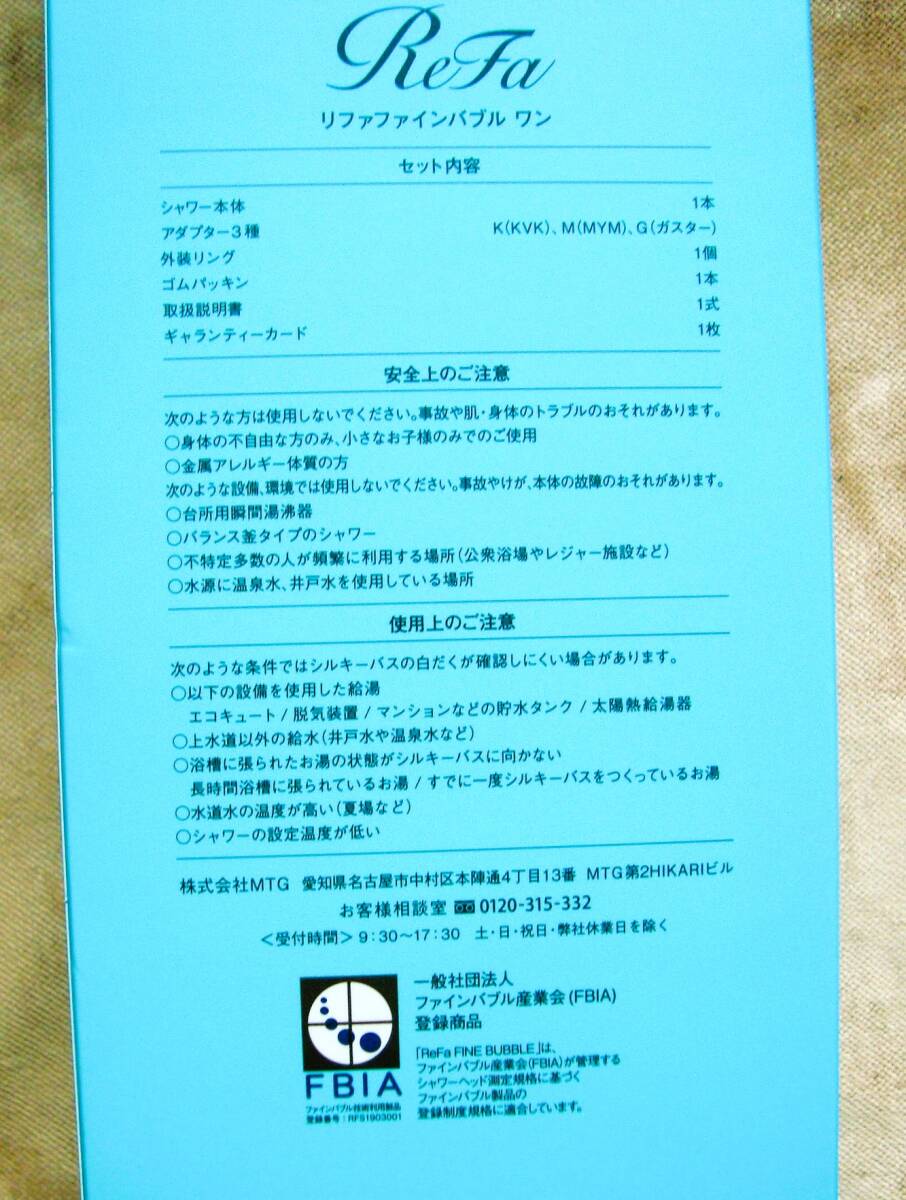 ReFa
リファファインバブル ワン
セット内容
シャワー本体 1本
アダプター3種 K(KVK)、M(MYM)、G(ガスター)
外装リング 1個
ゴムパッキン 1本
取扱説明書 1式
ギャランティーカード 1枚
安全上のご注意
次のような方は使用しないでください。事故や肌・身体のトラブルのおそれがあります。
○身体の不自由な方のみ、小さなお子様のみでのご使用
○金属アレルギー体質の方
次のような設備、環境では使用しないでください。事故やけが、本体の故障のおそれがあります。
○台所用瞬間湯沸器
○バランス釜タイプのシャワー
○不特定多数の人が頻繁に利用する場所(公衆浴場やレジャー施設など)
○水源に温泉水、井戸水を使用している場所
使用上のご注意
次のような条件ではシルキーバスの白だくが確認しにくい場合があります。
○以下の設備を使用した給湯
エコキュート / 脱気装置 / マンションなどの貯水タンク / 太陽熱給湯器
○上水道以外の給水(井戸水や温泉水など)
○浴槽に張られたお湯の状態がシルキーバスに向かない
長時間浴槽に張られているお湯 / すでに一度シルキーバスをつくっているお湯
○水道水の温度が高い(夏場など)
○シャワーの設定温度が低い
株式会社MTG 愛知県名古屋市中村区本陣通4丁目13番 MTG第2HIKARIビル
お客様相談室 0120-315-332
<受付時間> 9:30~17:30 土・日・祝日・弊社休業日を除く
一般社団法人
ファインバブル産業会(FBIA)
登録商品
「ReFa FINE BUBBLE」は、
ファインバブル産業会(FBIA)が管理する
シャワーヘッド測定規格に基づく
ファインバブル製品の
登録制度規格に適合しています。
FBIA
ファインバブル技術利用製品
登録番号:RFS1903001